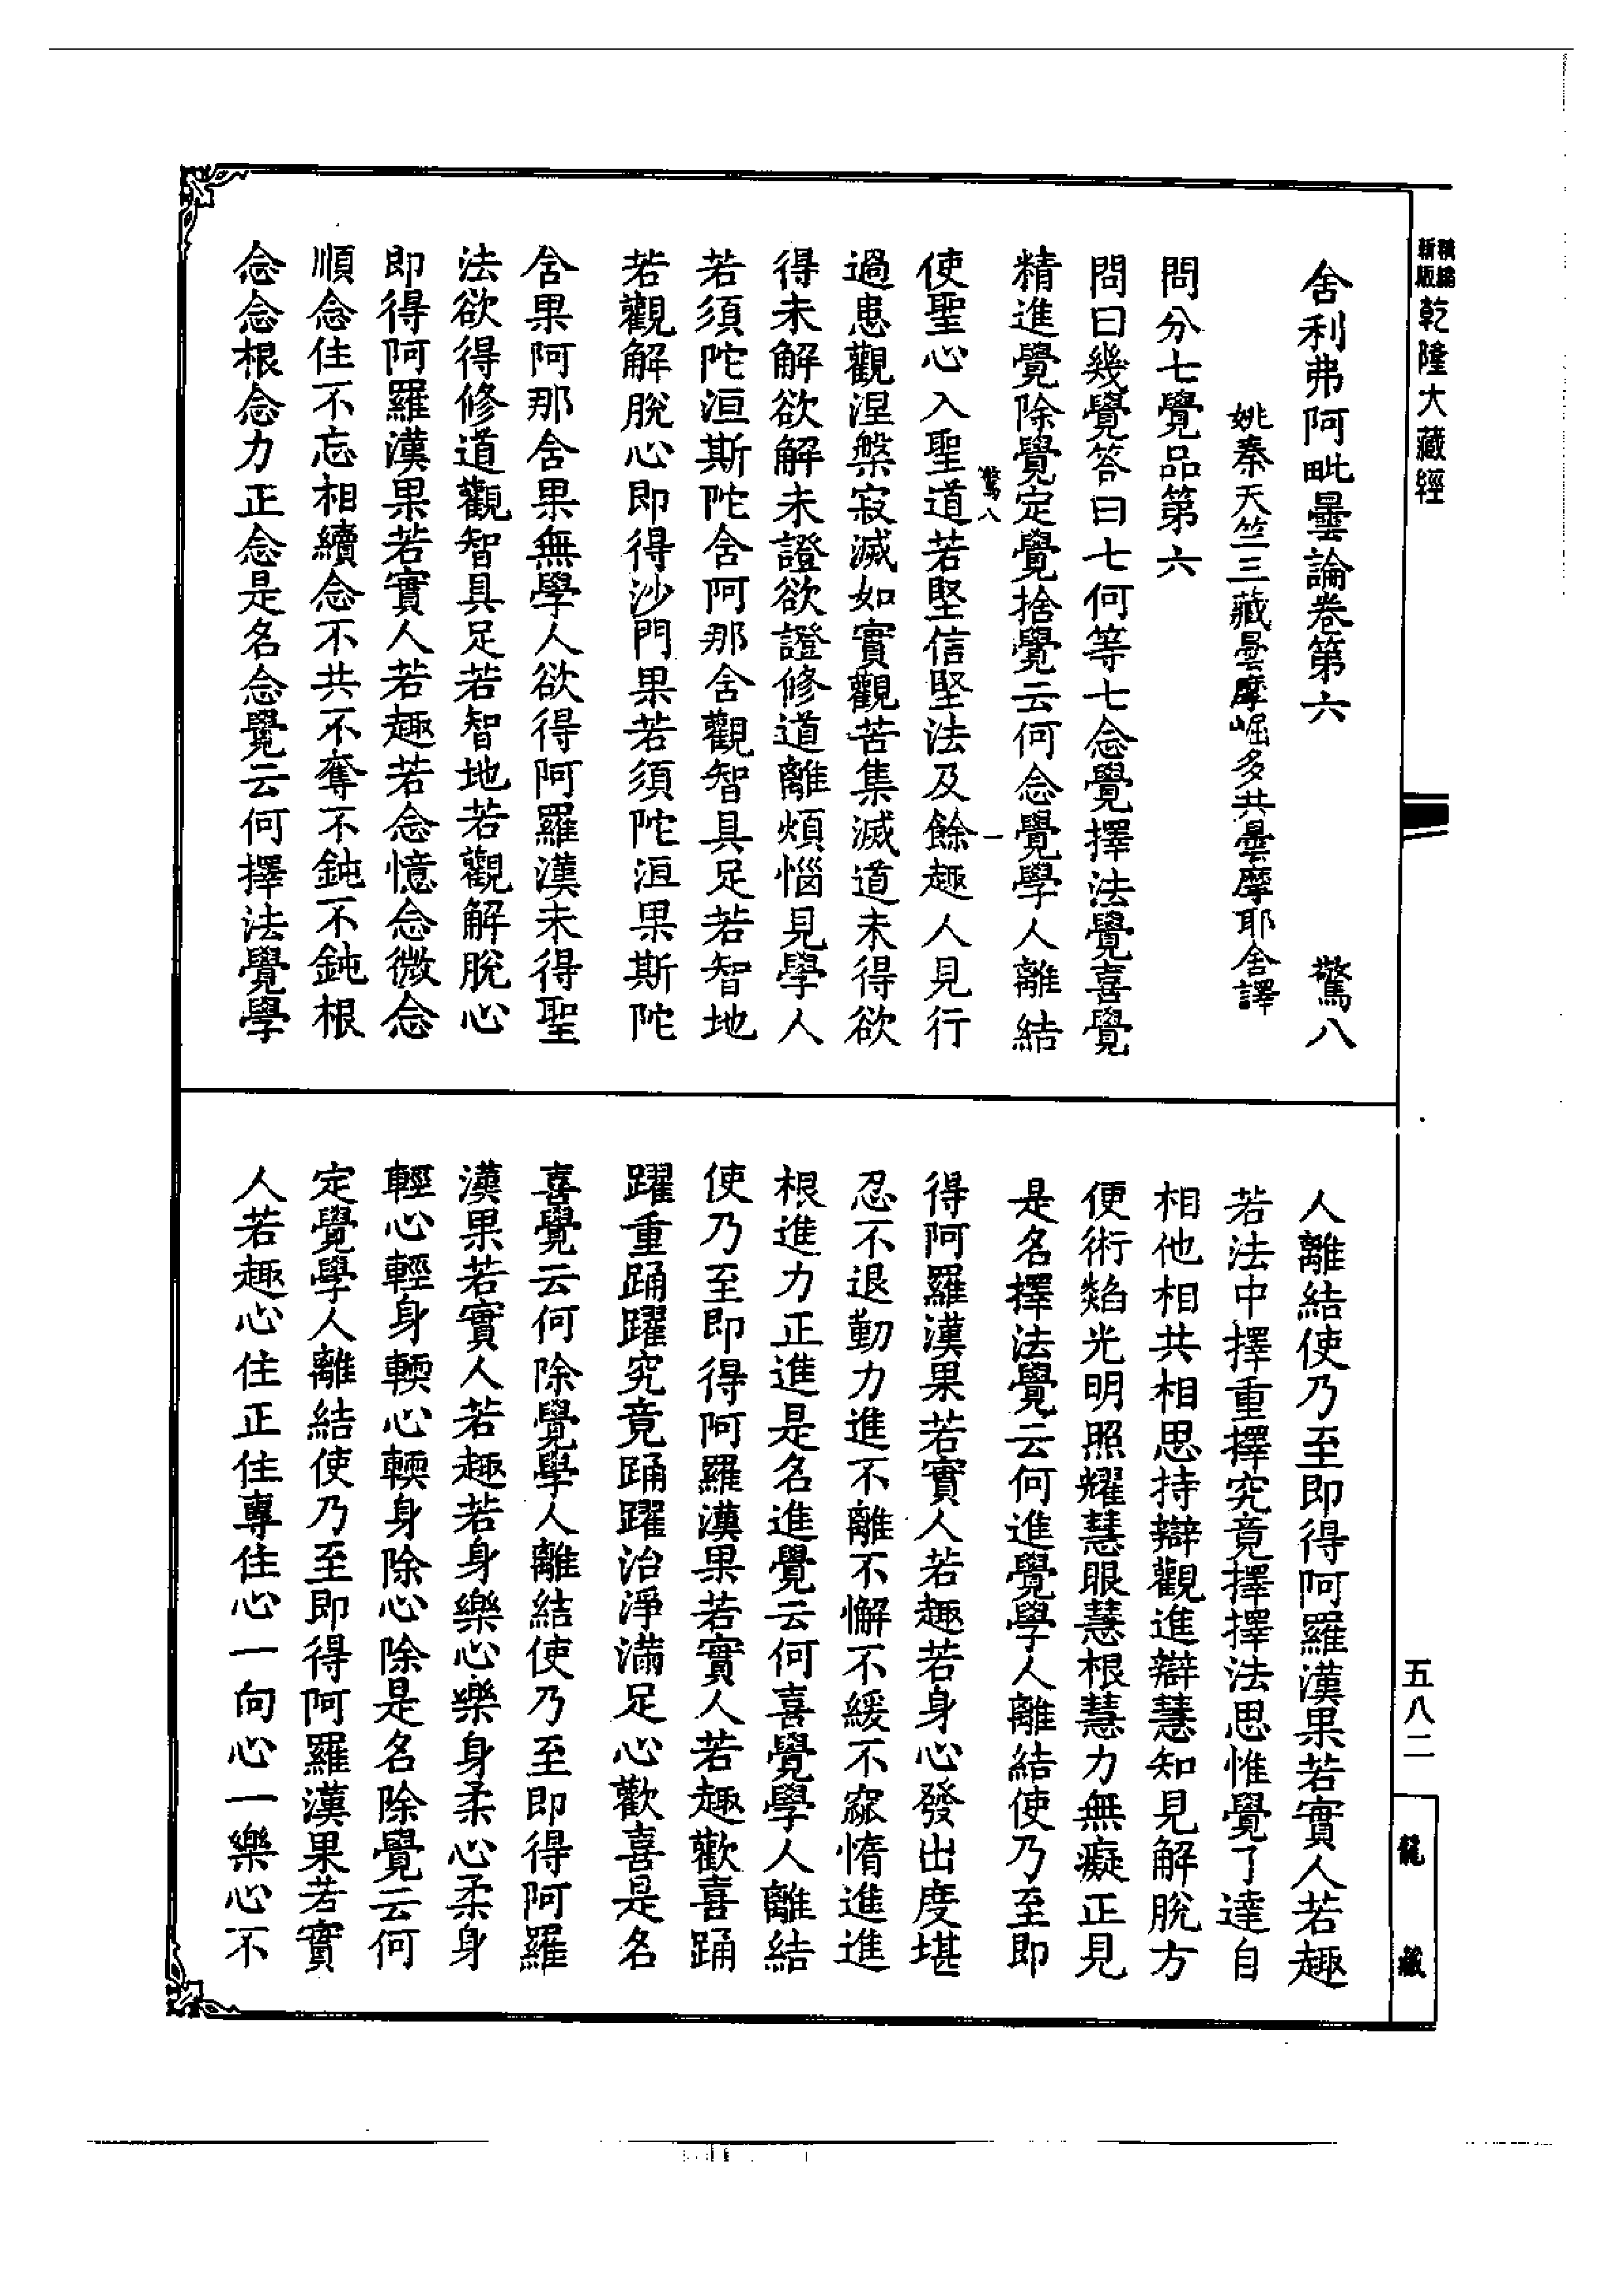 精縮新版乾隆大藏經
舍利弗阿毗曇論卷第六 驚八
姚秦天竺三藏曇摩崛多共曇摩耶舍譯
問分七覺品第六
問曰幾覺答曰七何等七念覺擇法覺喜覺
精進覺除覺定覺捨覺云何念覺學人離結
驚八 一
使聖心入聖道若堅信堅法及餘趣人見行
過患觀涅槃寂滅如實觀苦集滅道未得欲
得未解欲解未證欲證修道離煩惱見學人
若須陀洹斯陀含阿那含觀智具足若智地
若觀解脫心即得沙門果若須陀洹果斯陀
含果阿那含果無學人欲得阿羅漢未得聖
法欲得修道觀智具足若智地若觀解脫心
即得阿羅漢果若實人若趣若念憶念微念
順念住不忘相續念不共不奪不鈍不鈍根
念念根念力正念是名念覺云何擇法覺學
人離結使乃至即得阿羅漢果若實人若趣
若法中擇重擇究竟擇擇法思惟覺了達自
相他相共相思持辯觀進辯慧知見解脫方
便術焰光明照耀慧眼慧根慧力無癡正見
是名擇法覺云何進覺學人離結使乃至即
得阿羅漢果若實人若趣若身心發出度堪
忍不退勤力進不離不懈不緩不窳惰進進
根進力正進是名進覺云何喜覺學人離結
使乃至即得阿羅漢果若實人若趣歡喜踊
躍重踊躍究竟踊躍治淨滿足心歡喜是名
喜覺云何除覺學人離結使乃至即得阿羅
漢果若實人若趣若身樂心樂身柔心柔身
輕心輕身輭心輭身除心除是名除覺云何
定覺學人離結使乃至即得阿羅漢果若實
人若趣心住正住專住心一向心一樂心不
五八二
龍藏